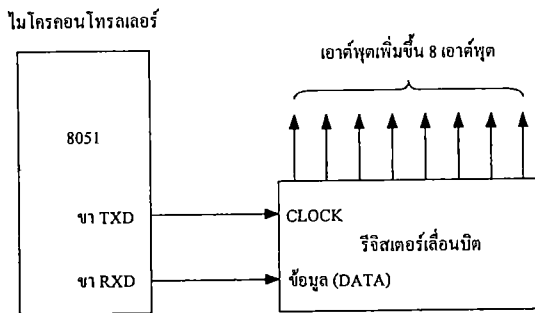 ไมโครคอนโทรลเลอร์
เอาต์พุตเพิ่มขึ้น 8 เอาต์พุต
8051
ขา TXD
CLOCK
รีจิสเตอร์เลื่อนบิต
ขา RXD
ข้อมูล (DATA)